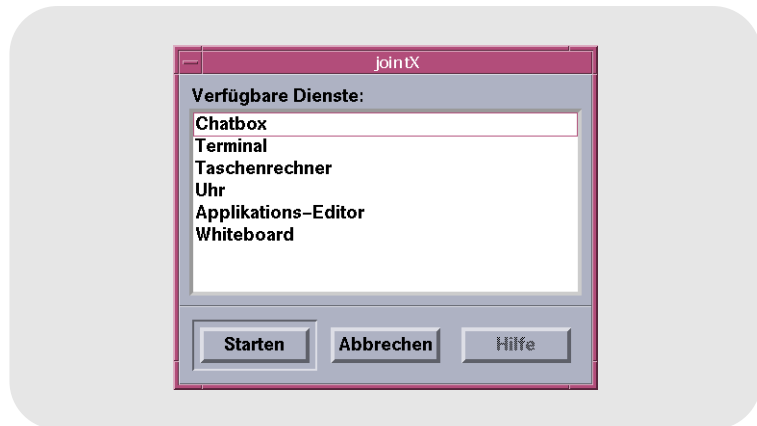 jointX
Verfügbare Dienste:
Chatbox
Terminal
Taschenrechner
Uhr
Applikations-Editor
Whiteboard
Starten Abbrechen Hilfe